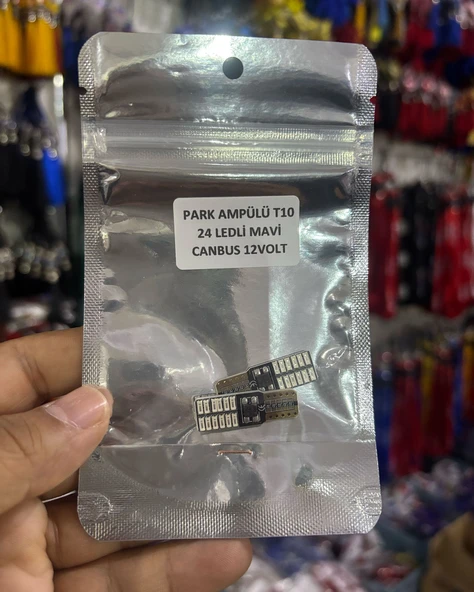 PARK AMPÜLÜ T10
24 LEDLİ MAVİ
CANBUS 12VOLT